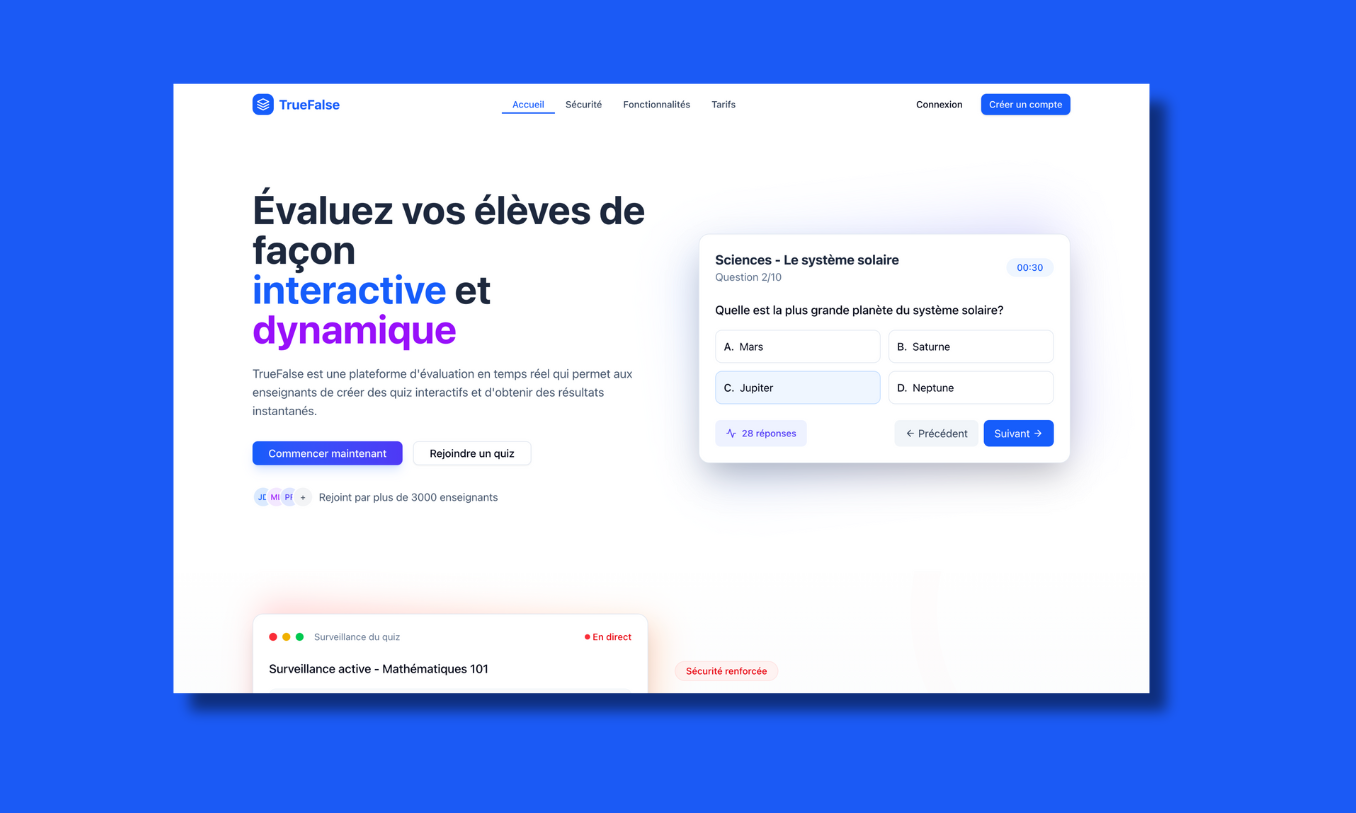 TrueFalse
Accueil
Sécurité
Fonctionnalités
Tarifs
Connexion
Créer un compte
Évaluez vos élèves de
façon
interactive et
dynamique
TrueFalse est une plateforme d'évaluation en temps réel qui permet aux
enseignants de créer des quiz interactifs et d'obtenir des résultats
instantanés.
Commencer maintenant
Rejoindre un quiz
+
Rejoint par plus de 3000 enseignants
Sciences - Le système solaire
Question 2/10
00:30
Quelle est la plus grande planète du système solaire?
A. Mars
B. Saturne
C. Jupiter
D. Neptune
28 réponses
← Précédent
Suivant →
Surveillance du quiz
En direct
Surveillance active - Mathématiques 101
Sécurité renforcée